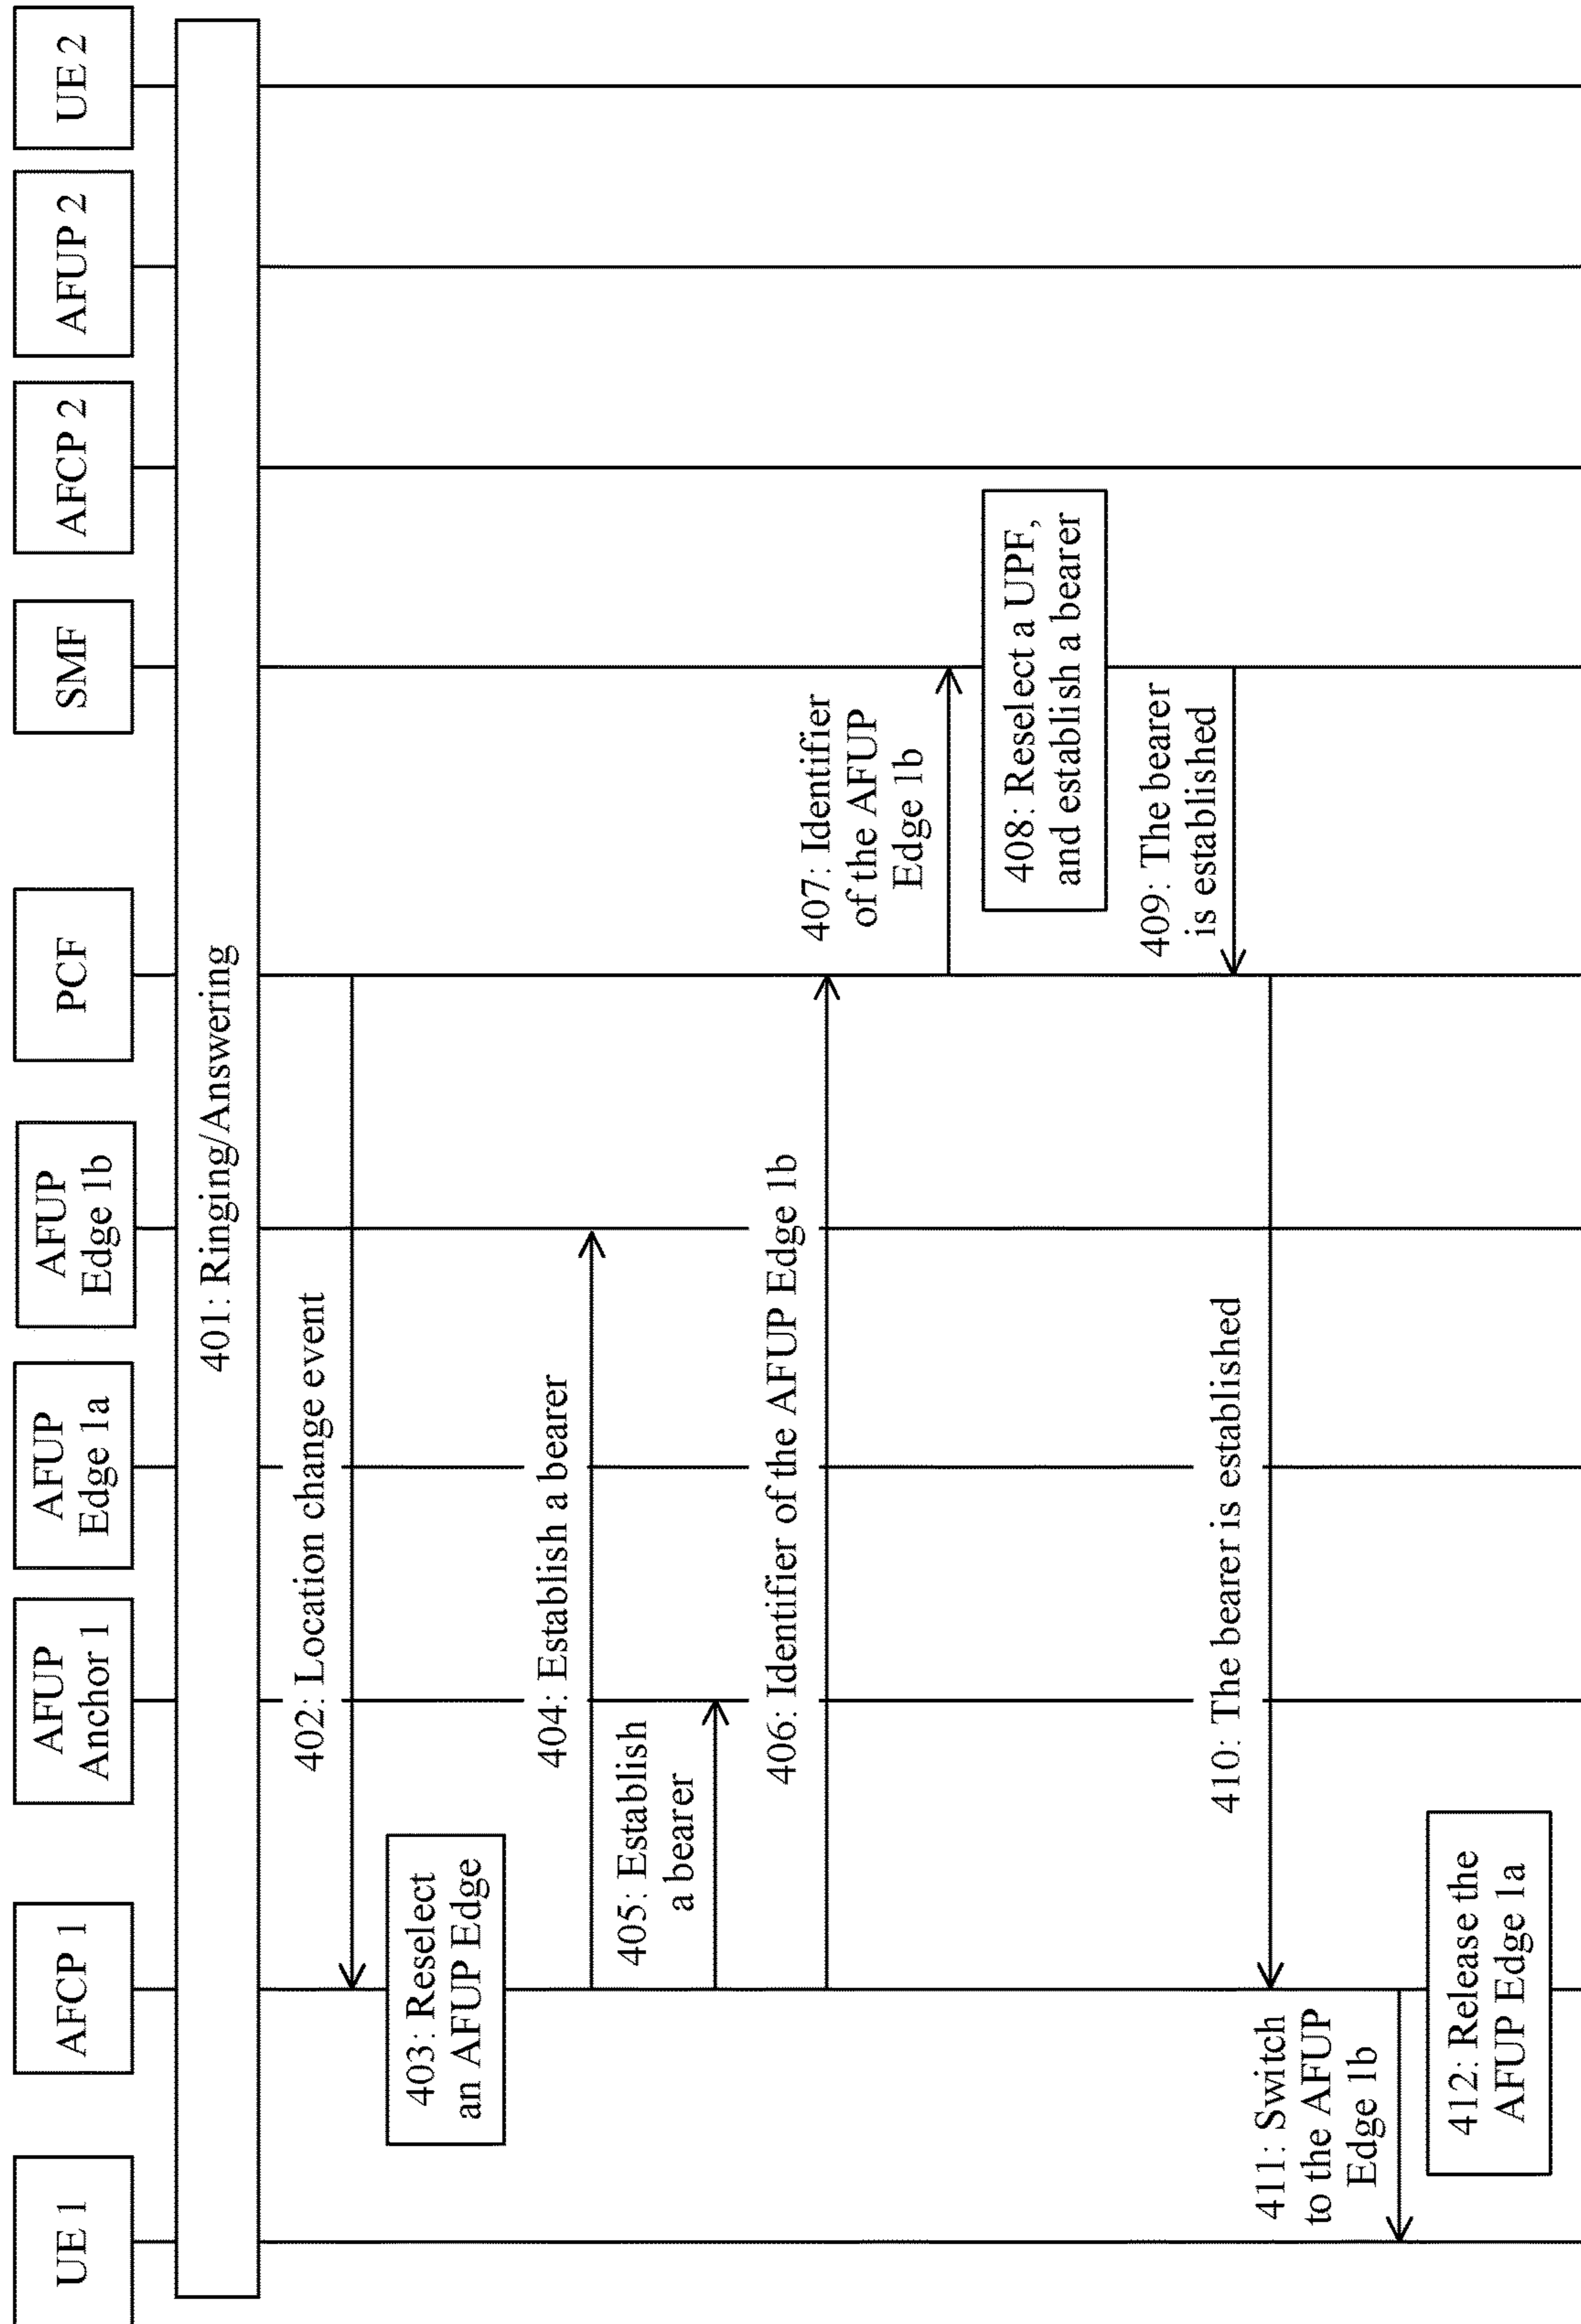 UE 1
AFCP 1
AFUP
Anchor 1
AFUP
Edge 1a
AFUP
Edge 1b
PCF
SMF
AFCP 2
AFUP 2
UE 2
401: Ringing/Answering
402: Location change event
403: Reselect
an AFUP Edge
404: Establish a bearer
405: Establish
a bearer
406: Identifier of the AFUP Edge 1b
407: Identifier
of the AFUP
Edge 1b
408: Reselect a UPF,
and establish a bearer
409: The bearer
is established
410: The bearer is established
411: Switch
to the AFUP
Edge 1b
412: Release the
AFUP Edge 1a